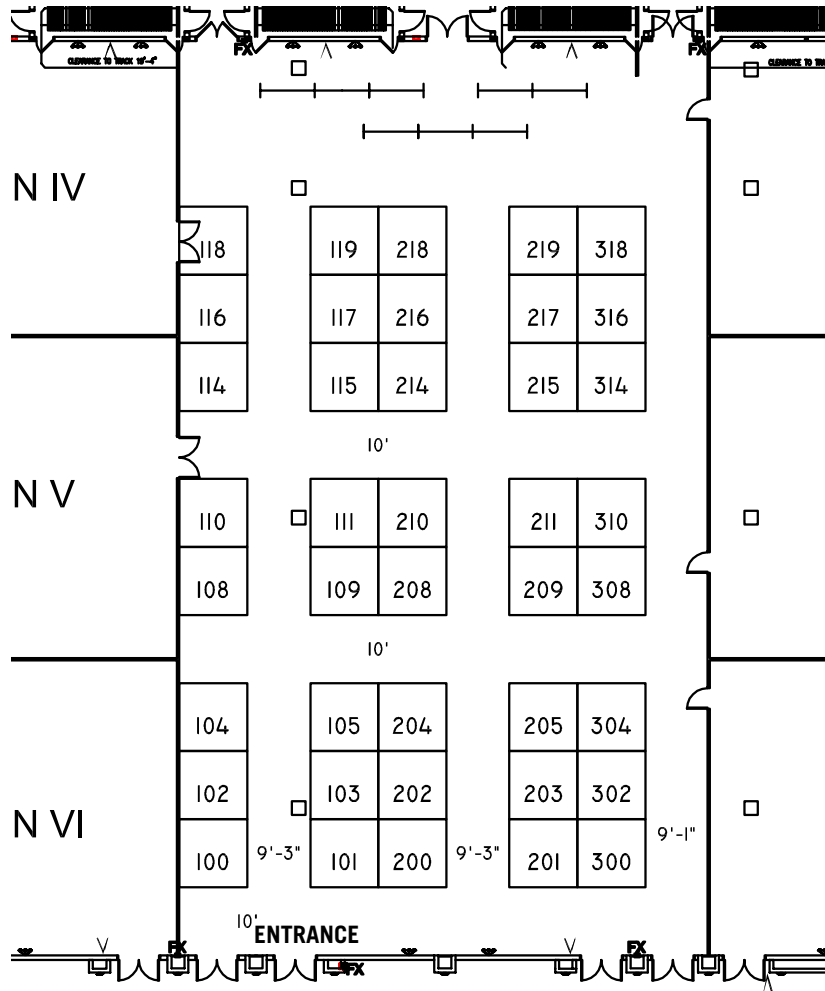 FX
FX
CLEARANCE TO TRACK 18'-4"
N IV
118 119 218 219 318
116 117 216 217 316
114 115 214 215 314
10'
N V
110 111 210 211 310
108 109 208 209 308
10'
104 105 204 205 304
102 103 202 203 302
N VI
9'-1"
9'-3" 9'-3"
100 101 200 201 300
10'
ENTRANCE
FX FX
FX